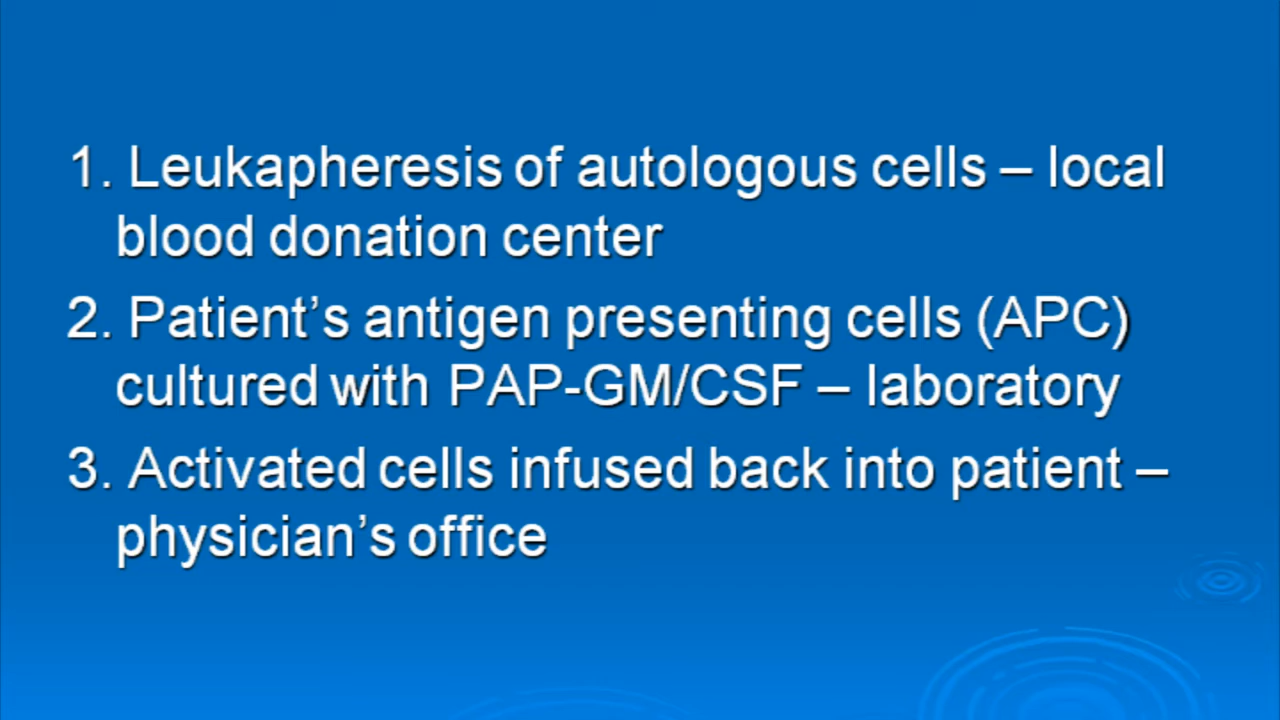 1. Leukapheresis of autologous cells – local
blood donation center
2. Patient’s antigen presenting cells (APC)
cultured with PAP-GM/CSF – laboratory
3. Activated cells infused back into patient –
physician’s office